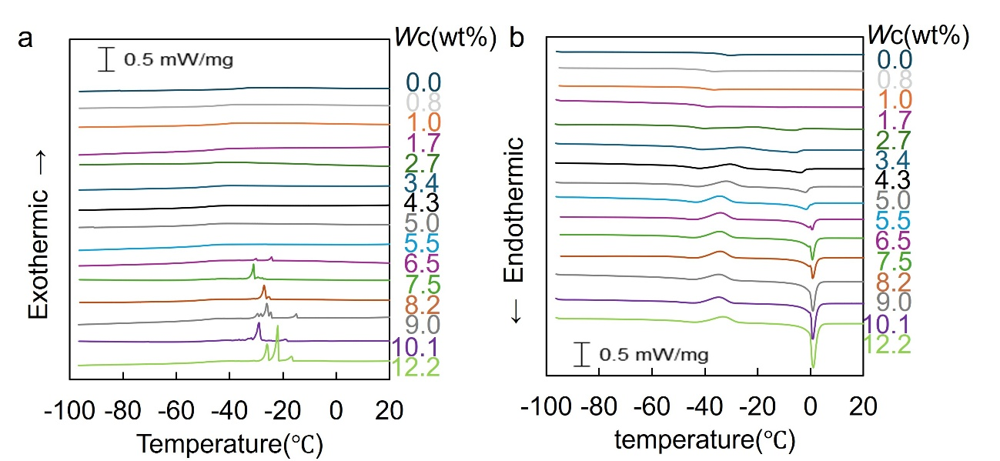 a
Wc(wt%)
0.5 mW/mg
0.0
0.8
1.0
1.7
2.7
3.4
4.3
5.0
5.5
6.5
7.5
8.2
9.0
10.1
12.2
Exothermic →
-100 -80 -60 -40 -20 0 20
Temperature(℃)
b
Wc(wt%)
0.0
0.8
1.0
1.7
2.7
3.4
4.3
5.0
5.5
6.5
7.5
8.2
9.0
10.1
12.2
← Endothermic
0.5 mW/mg
-100 -80 -60 -40 -20 0 20
temperature(℃)